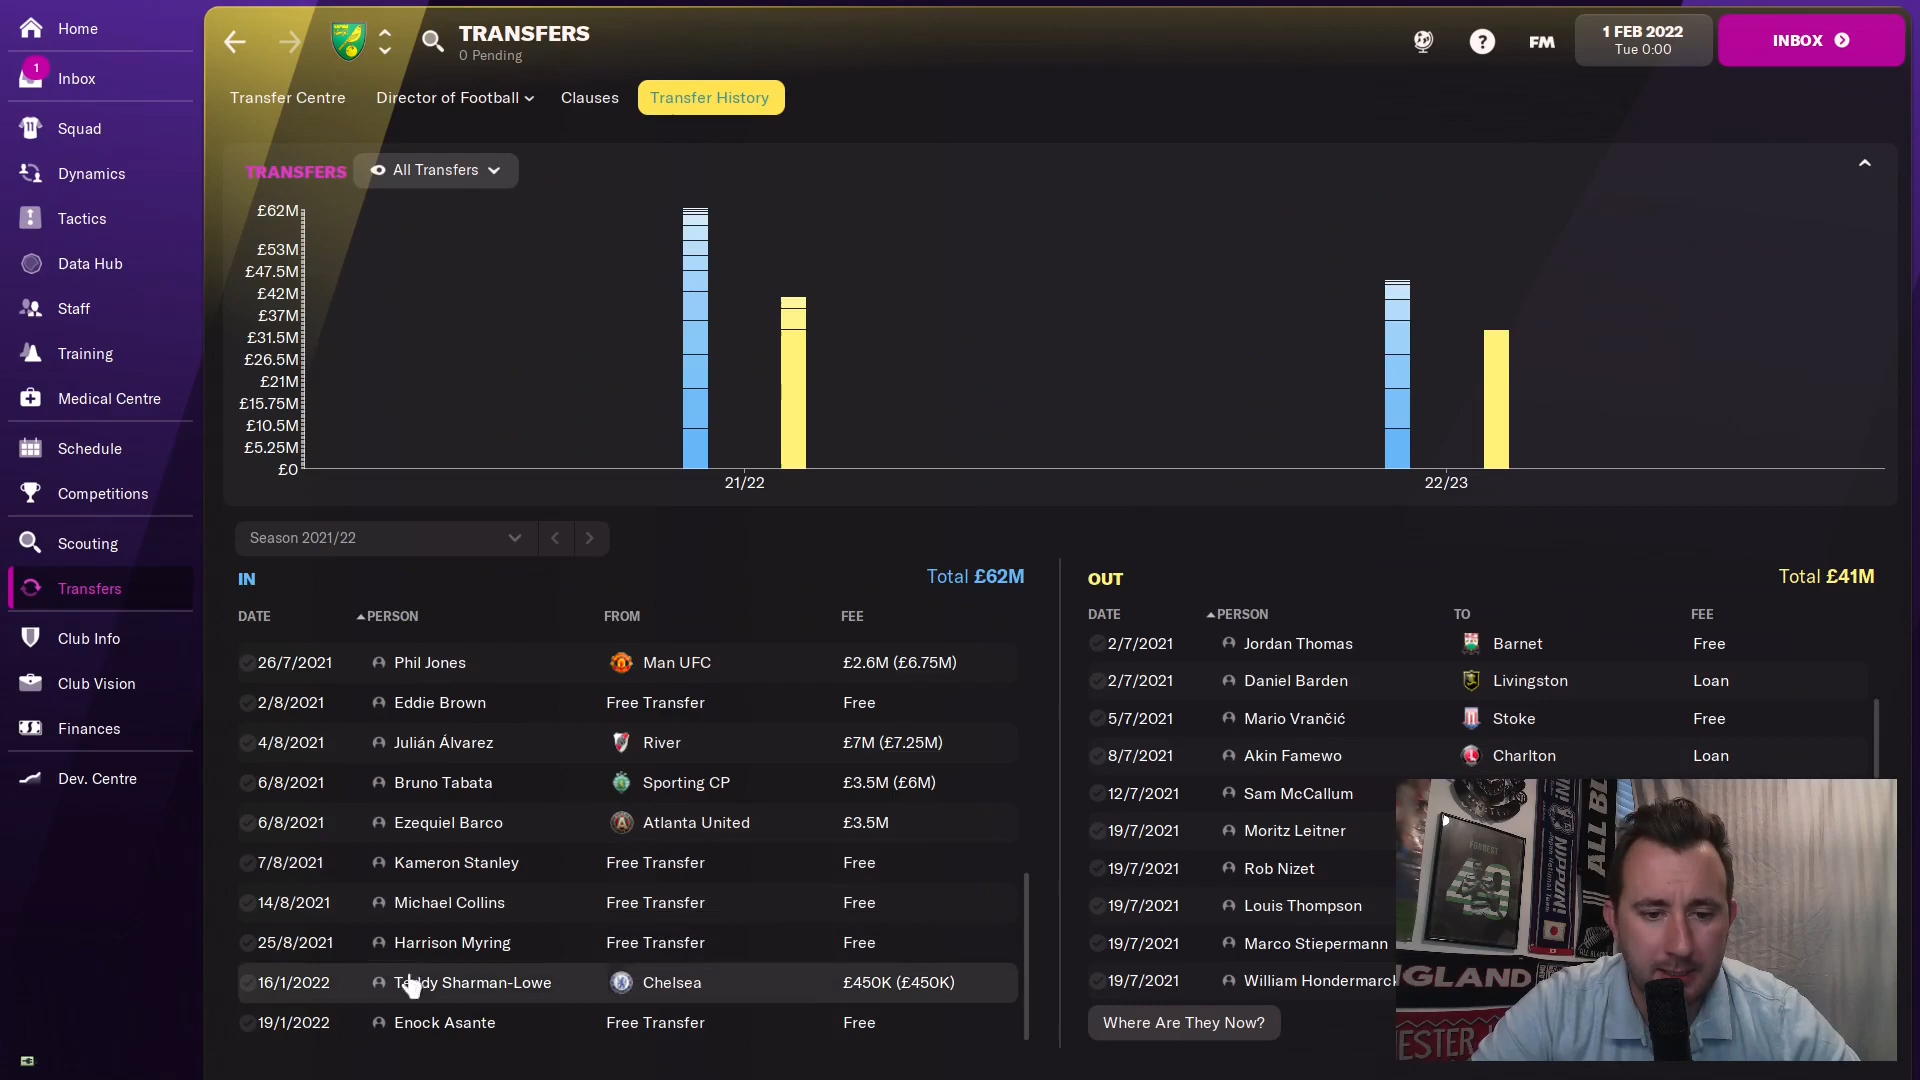 Home
1
Inbox
Squad
Dynamics
Tactics
Data Hub
Staff
Training
Medical Centre
Schedule
Competitions
Scouting
Transfers
Club Info
Club Vision
Finances
Dev. Centre
TRANSFERS
0 Pending
?
FM
1 FEB 2022
Tue 0:00
INBOX
Transfer Centre Director of Football Clauses Transfer History
TRANSFERS All Transfers
£62M
£53M
£47.5M
£42M
£37M
£31.5M
£26.5M
£21M
£15.75M
£10.5M
£5.25M
£0
21/22 22/23
Season 2021/22
IN Total £62M
DATE PERSON FROM FEE
26/7/2021 Phil Jones Man UFC £2.6M (£6.75M)
2/8/2021 Eddie Brown Free Transfer Free
4/8/2021 Julián Álvarez River £7M (£7.25M)
6/8/2021 Bruno Tabata Sporting CP £3.5M (£6M)
6/8/2021 Ezequiel Barco Atlanta United £3.5M
7/8/2021 Kameron Stanley Free Transfer Free
14/8/2021 Michael Collins Free Transfer Free
25/8/2021 Harrison Myring Free Transfer Free
16/1/2022 Teddy Sharman-Lowe Chelsea £450K (£450K)
19/1/2022 Enock Asante Free Transfer Free
OUT Total £41M
DATE PERSON TO FEE
2/7/2021 Jordan Thomas Barnet Free
2/7/2021 Daniel Barden Livingston Loan
5/7/2021 Mario Vrančić Stoke Free
8/7/2021 Akin Famewo Charlton Loan
12/7/2021 Sam McCallum
19/7/2021 Moritz Leitner
19/7/2021 Rob Nizet
19/7/2021 Louis Thompson
19/7/2021 Marco Stiepermann
19/7/2021 William Hondermarck
Where Are They Now?
FORREST
49
NIPPON!
ALL BL
NGLAND
ESTER